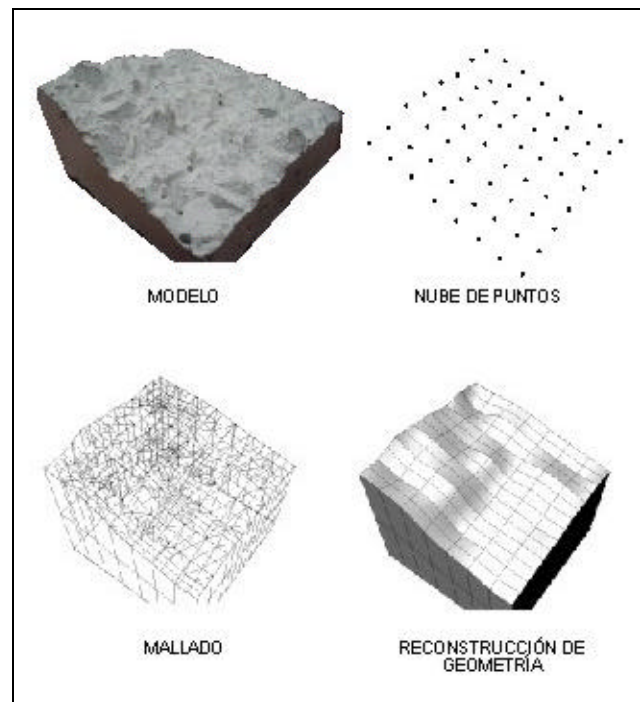 MODELO
NUBE DE PUNTOS
MALLADO
RECONSTRUCCIÓN DE
GEOMETRÍA